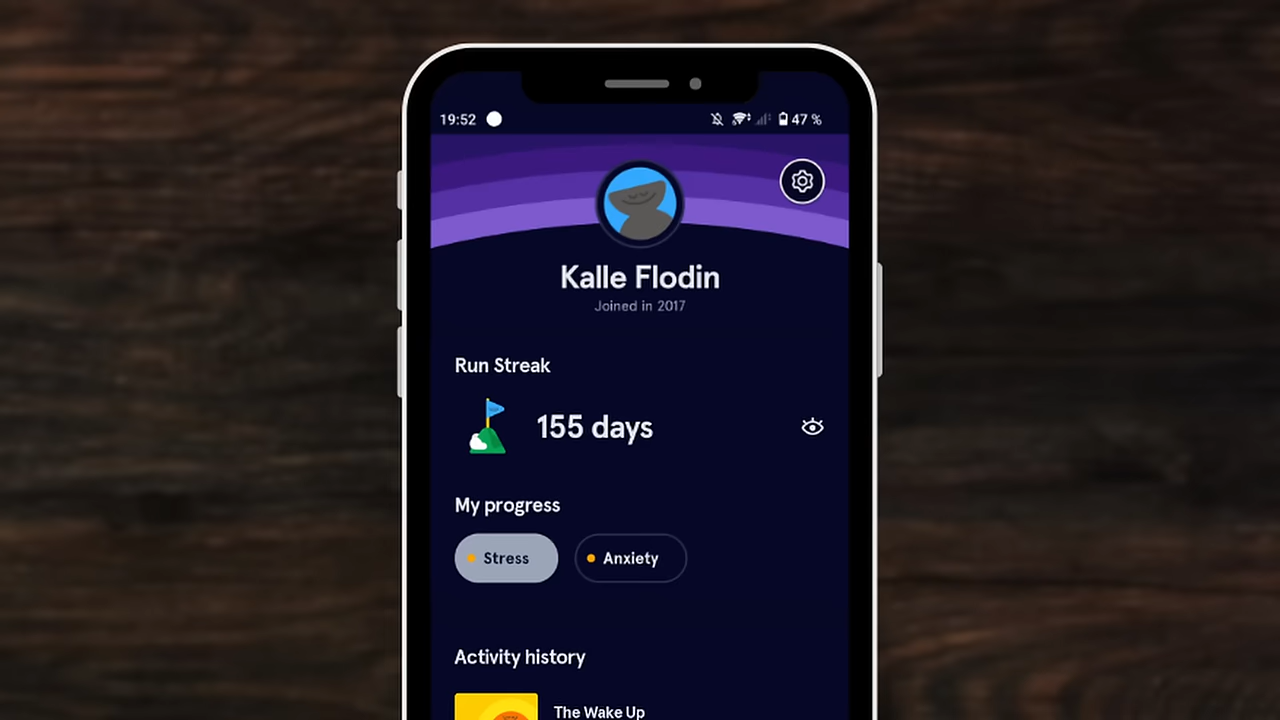 19:52
47 %
Kalle Flodin
Joined in 2017
Run Streak
155 days
My progress
Stress
Anxiety
Activity history
The Wake Up